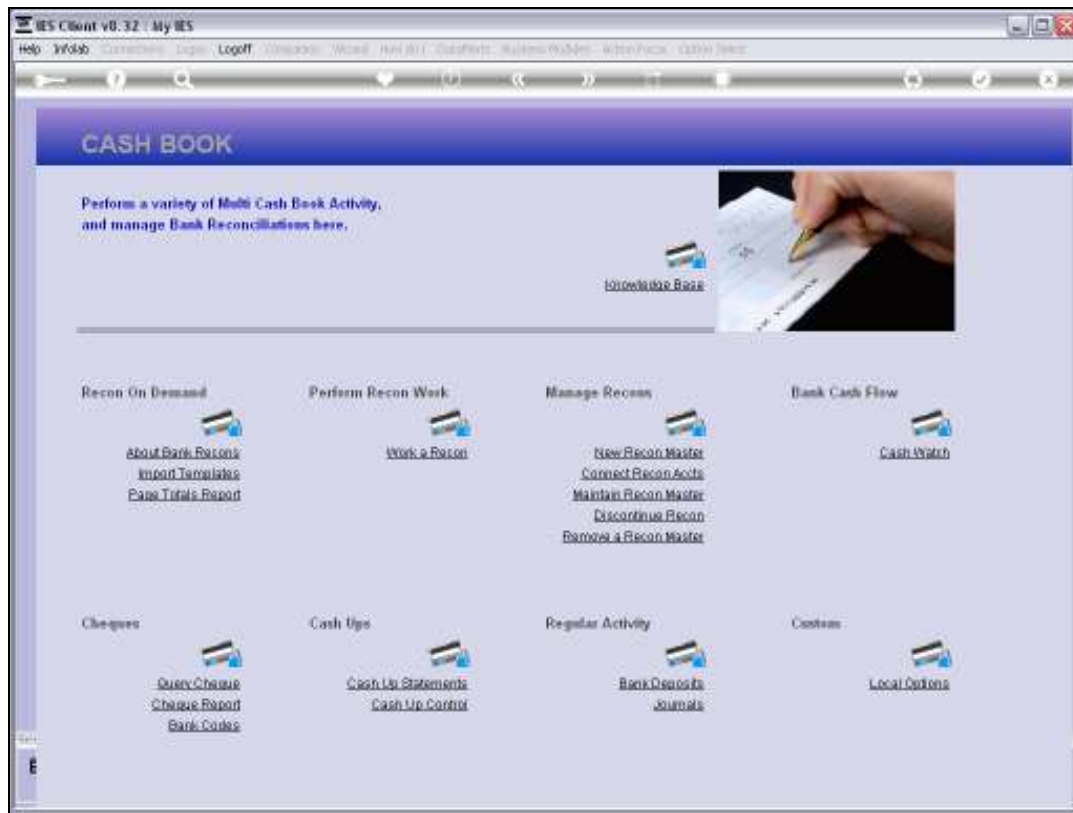 IES Client v8.32 : My IES
Help Infolab Logoff
CASH BOOK
Perform a variety of Multi Cash Book Activity,
and manage Bank Reconciliations here.
Knowledge Base
Recon On Demand Perform Recon Work Manage Recons Bank Cash Flow
About Bank Recons Work a Recon New Recon Master Cash Watch
Import Templates Connect Recon Accts
Page Totals Report Maintain Recon Master
Discontinue Recon
Remove a Recon Master
Cheques Cash Ups Regular Activity Custom
Query Cheque Cash Up Statements Bank Deposits Local Options
Cheque Report Cash Up Control Journals
Bank Codes